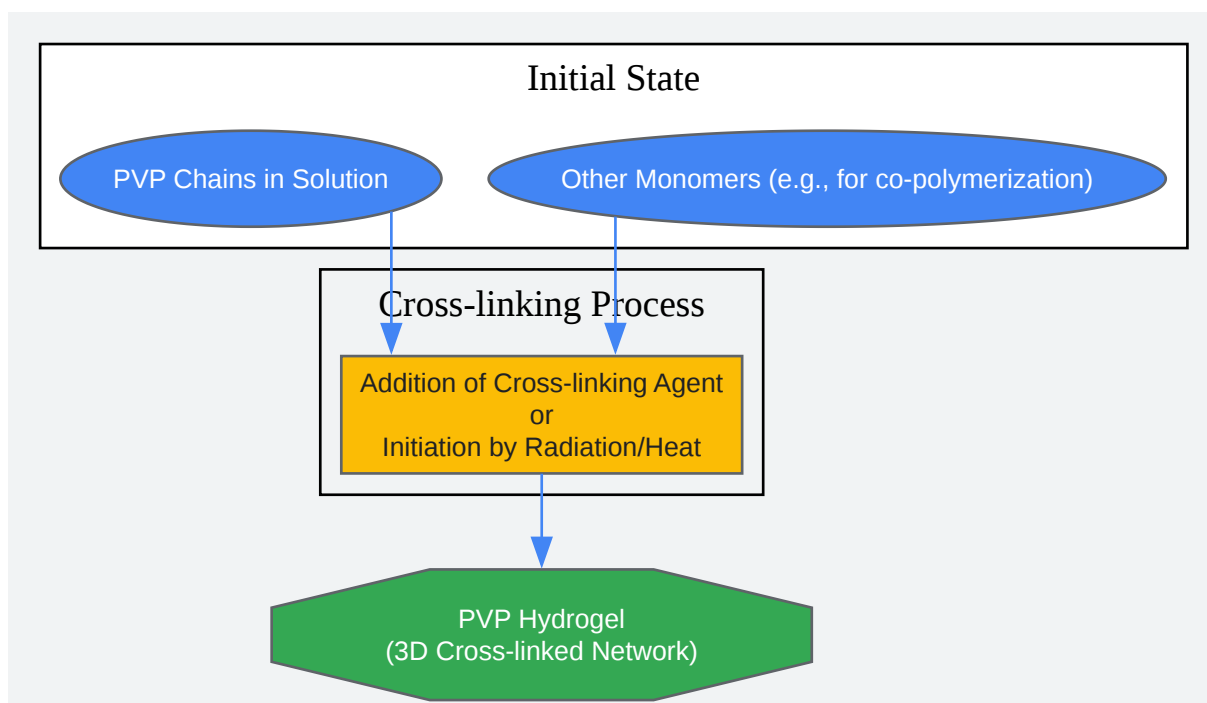 Initial State
PVP Chains in Solution
Other Monomers (e.g., for co-polymerization)
Cross-linking Process
Addition of Cross-linking Agent
or
Initiation by Radiation/Heat
PVP Hydrogel
(3D Cross-linked Network)